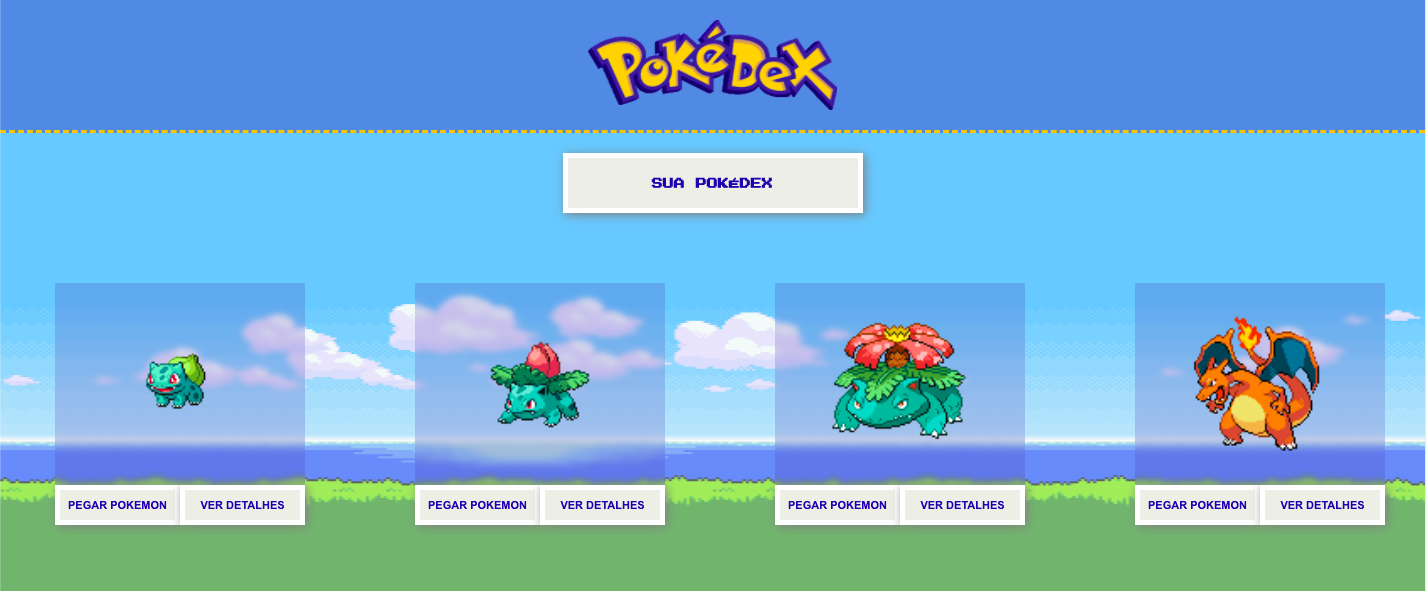 PoKéDeX
SUA POKéDEX
PEGAR POKEMON VER DETALHES PEGAR POKEMON VER DETALHES PEGAR POKEMON VER DETALHES PEGAR POKEMON VER DETALHES